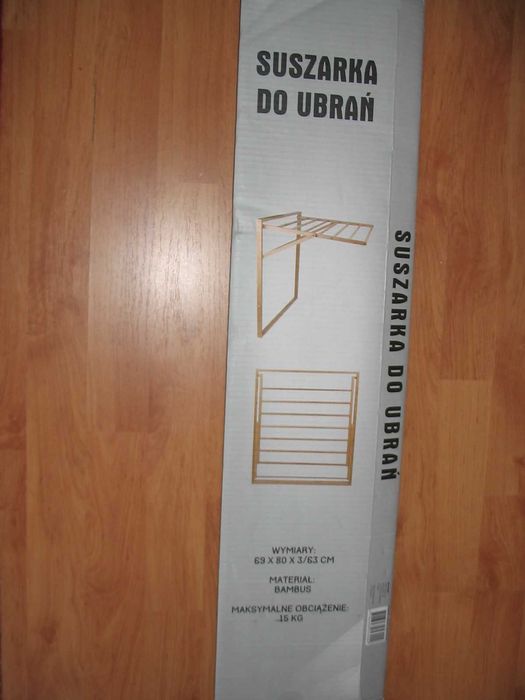 SUSZARKA
DO UBRAŃ
SUSZARKA DO UBRAŃ
WYMIARY:
69 X 80 X 3/63 CM
MATERIAŁ:
BAMBUS
MAKSYMALNE OBCIĄŻENIE:
15 KG